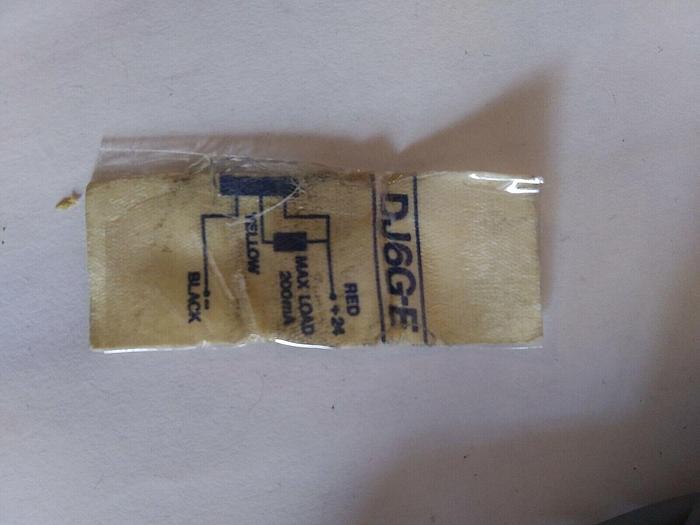 DJ6G-E
RED
+24
MAX LOAD
200mA
YELLOW
BLACK
-